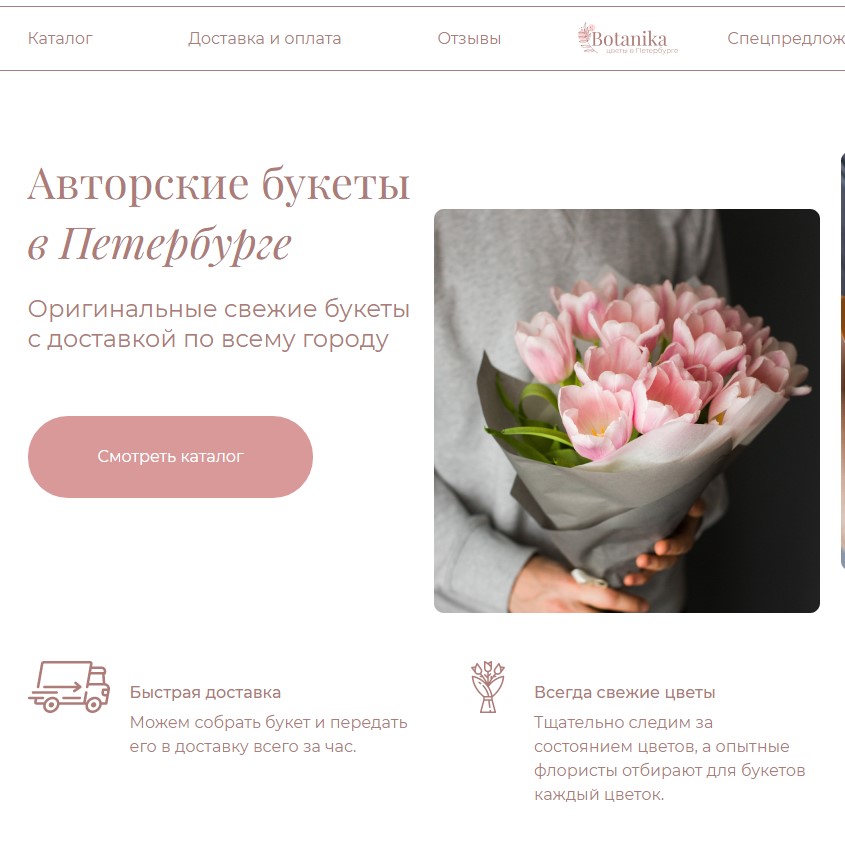 Каталог
Доставка и оплата
Отзывы
Botanika
цветы в Петербурге
Спецпредлож
Авторские букеты
в Петербурге
Оригинальные свежие букеты
с доставкой по всему городу
Смотреть каталог
Быстрая доставка
Можем собрать букет и передать
его в доставку всего за час.
Всегда свежие цветы
Тщательно следим за
состоянием цветов, а опытные
флористы отбирают для букетов
каждый цветок.